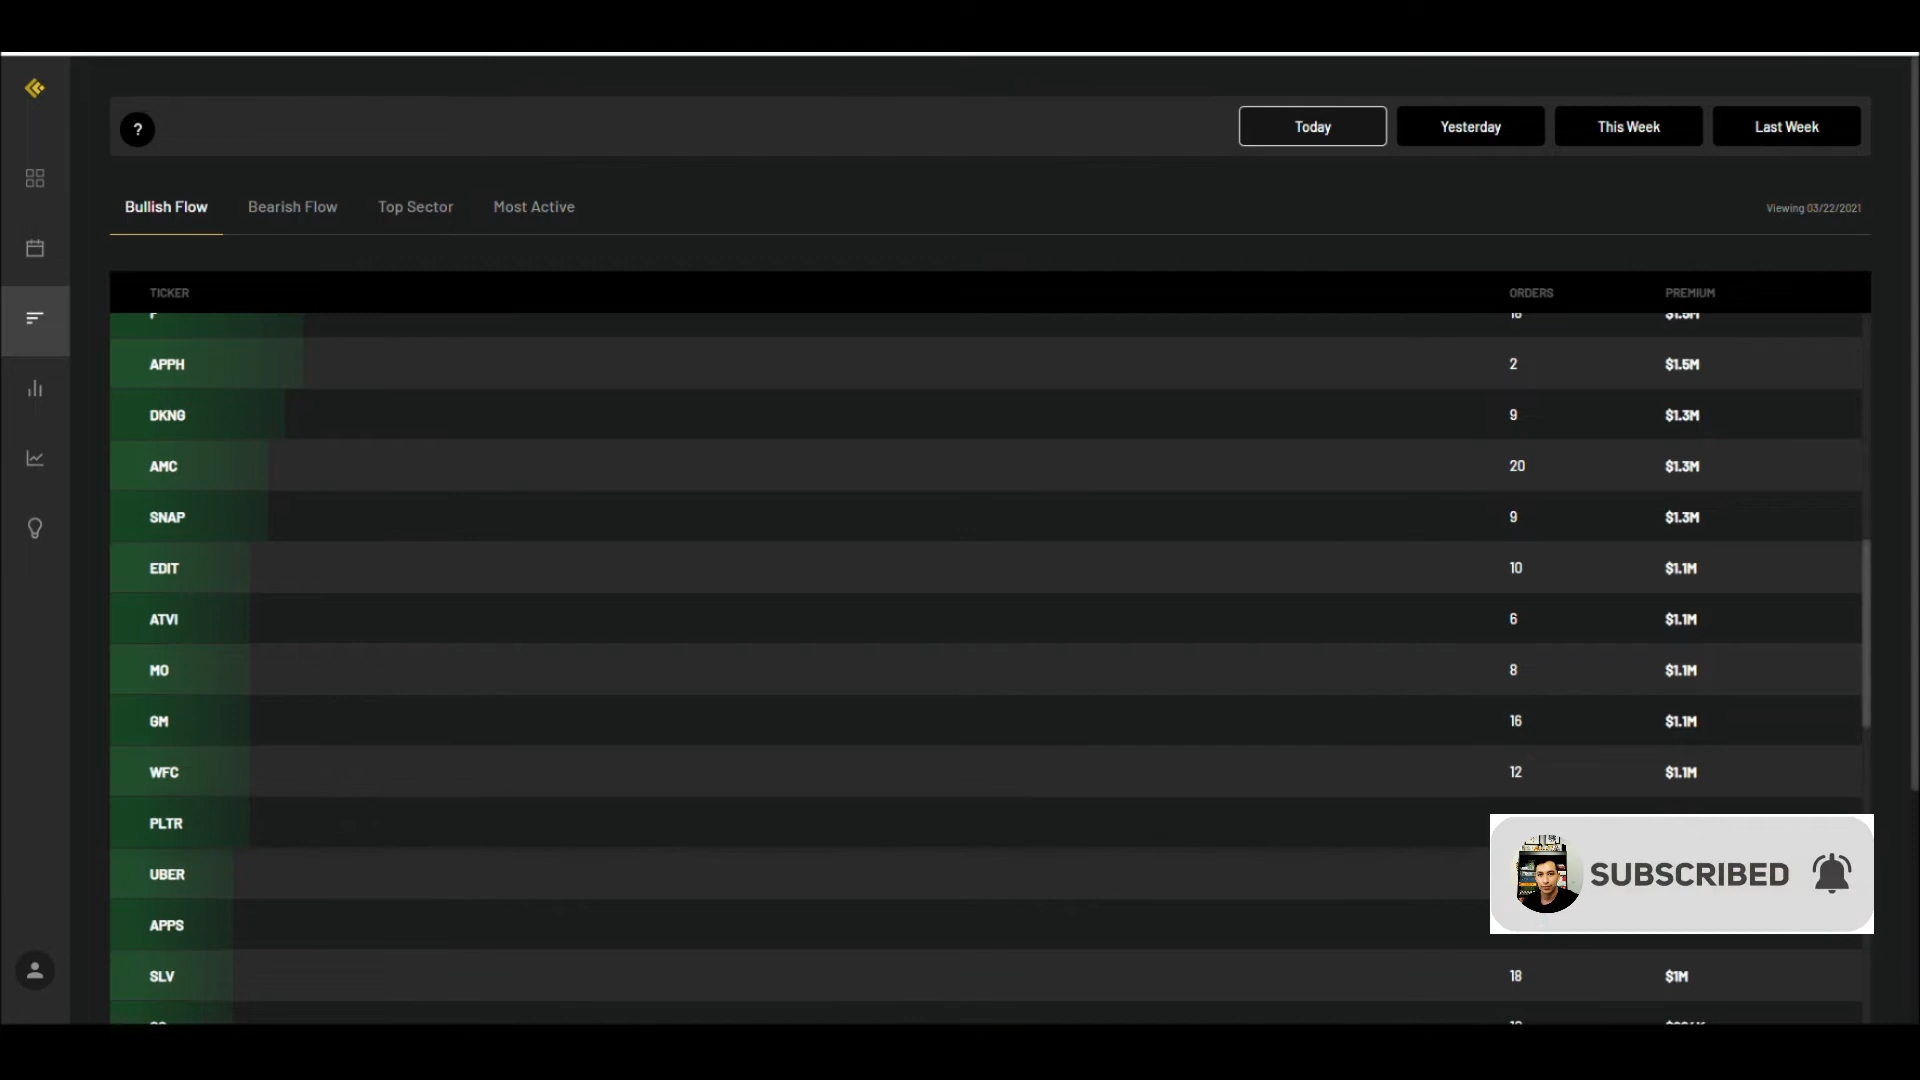 ?
Today Yesterday This Week Last Week
Bullish Flow Bearish Flow Top Sector Most Active Viewing 03/22/2021
TICKER ORDERS PREMIUM
APPH 2 $1.5M
DKNG 9 $1.3M
AMC 20 $1.3M
SNAP 9 $1.3M
EDIT 10 $1.1M
ATVI 6 $1.1M
MO 8 $1.1M
GM 16 $1.1M
WFC 12 $1.1M
PLTR
UBER
SUBSCRIBED
APPS
SLV 18 $1M